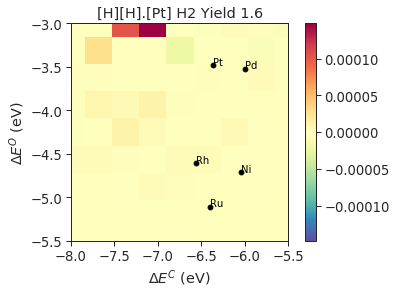 [H][H].[Pt] H2 Yield 1.6
−3.0
−3.5
−4.0
−4.5
−5.0
−5.5
ΔE^O (eV)
Pt
Pd
Rh
Ni
Ru
−8.0 −7.5 −7.0 −6.5 −6.0 −5.5
ΔE^C (eV)
0.00010
0.00005
0.00000
−0.00005
−0.00010